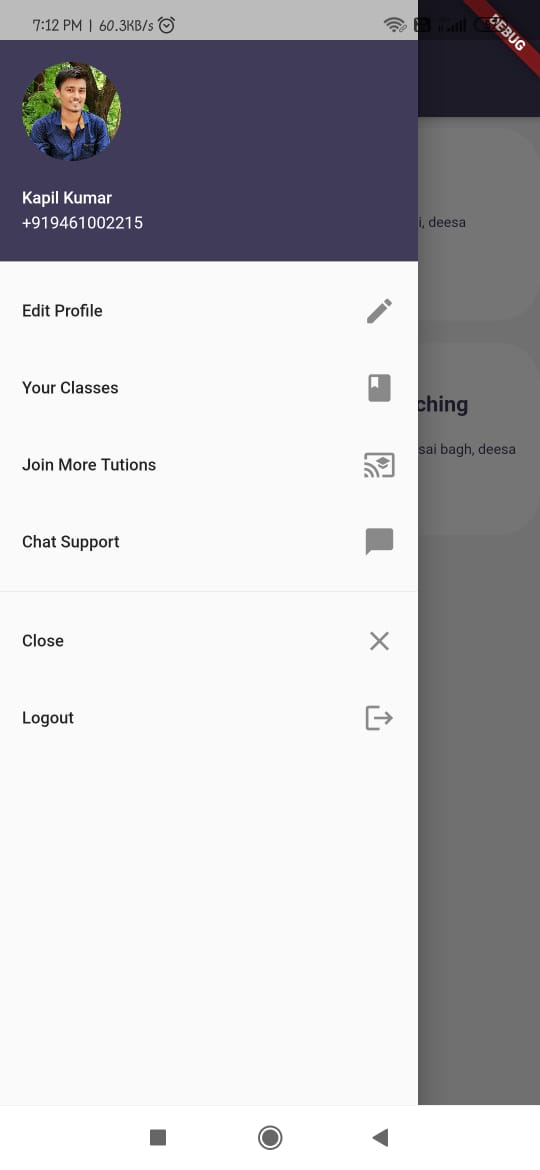 7:12 PM | 60.3KB/s
DEBUG
Kapil Kumar
+919461002215
i, deesa
Edit Profile
Your Classes
ching
Join More Tutions
sai bagh, deesa
Chat Support
Close
Logout